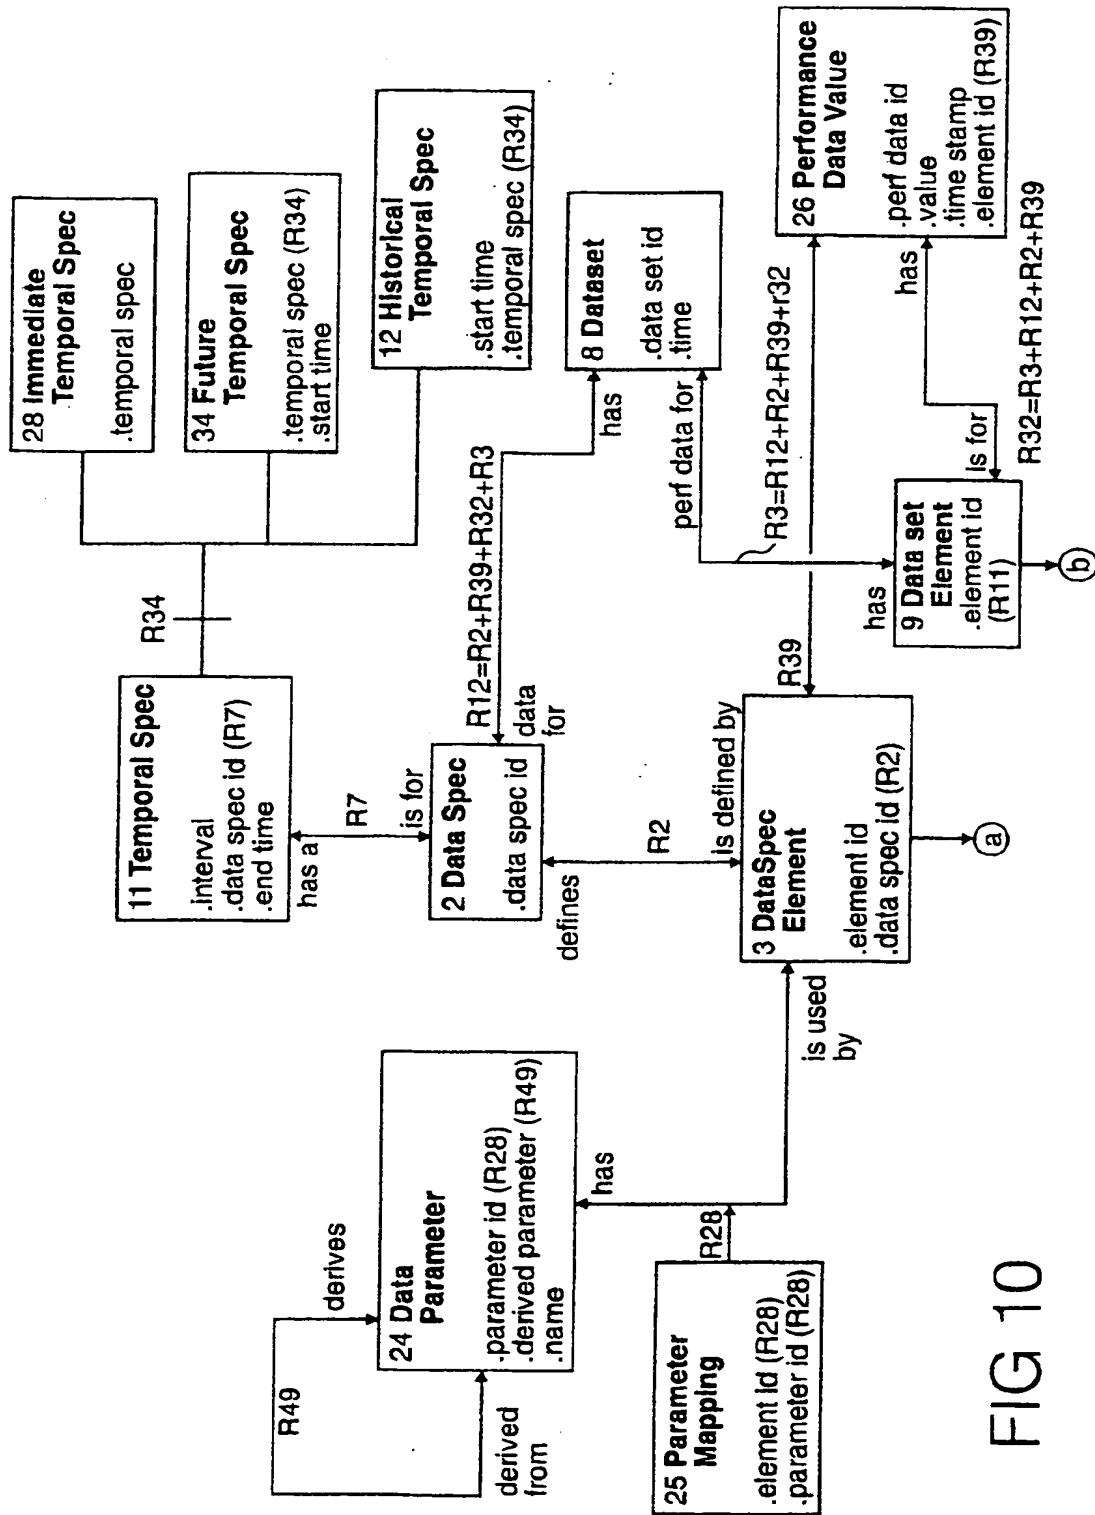 R49
derives
derived
from
24 Data
Parameter
.parameter id (R28)
.derived parameter (R49)
.name
has
25 Parameter
Mapping
.element id (R28)
.parameter id (R28)
R28
is used
by
11 Temporal Spec
.interval
.data spec id (R7)
.end time
has a
R7
is for
R34
28 Immediate
Temporal Spec
.temporal spec
34 Future
Temporal Spec
.temporal spec (R34)
.start time
12 Historical
Temporal Spec
.start time
.temporal spec (R34)
2 Data Spec
.data spec id
data
for
R12=R2+R39+R32+R3
has
8 Dataset
.data set id
.time
perf data for
R3=R12+R2+R39+r32
defines
R2
is defined by
3 DataSpec
Element
.element id
.data spec id (R2)
a
R39
26 Performance
Data Value
.perf data id
.value
.time stamp
.element id (R39)
has
is for
R32=R3+R12+R2+R39
has
9 Data set
Element
.element id
(R11)
b
FIG 10